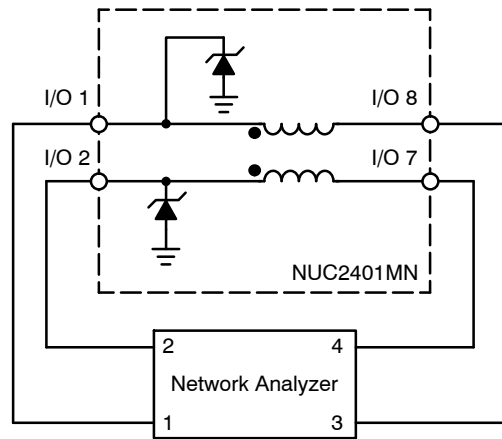 I/O 1
I/O 8
I/O 2
I/O 7
NUC2401MN
2
4
Network Analyzer
1
3